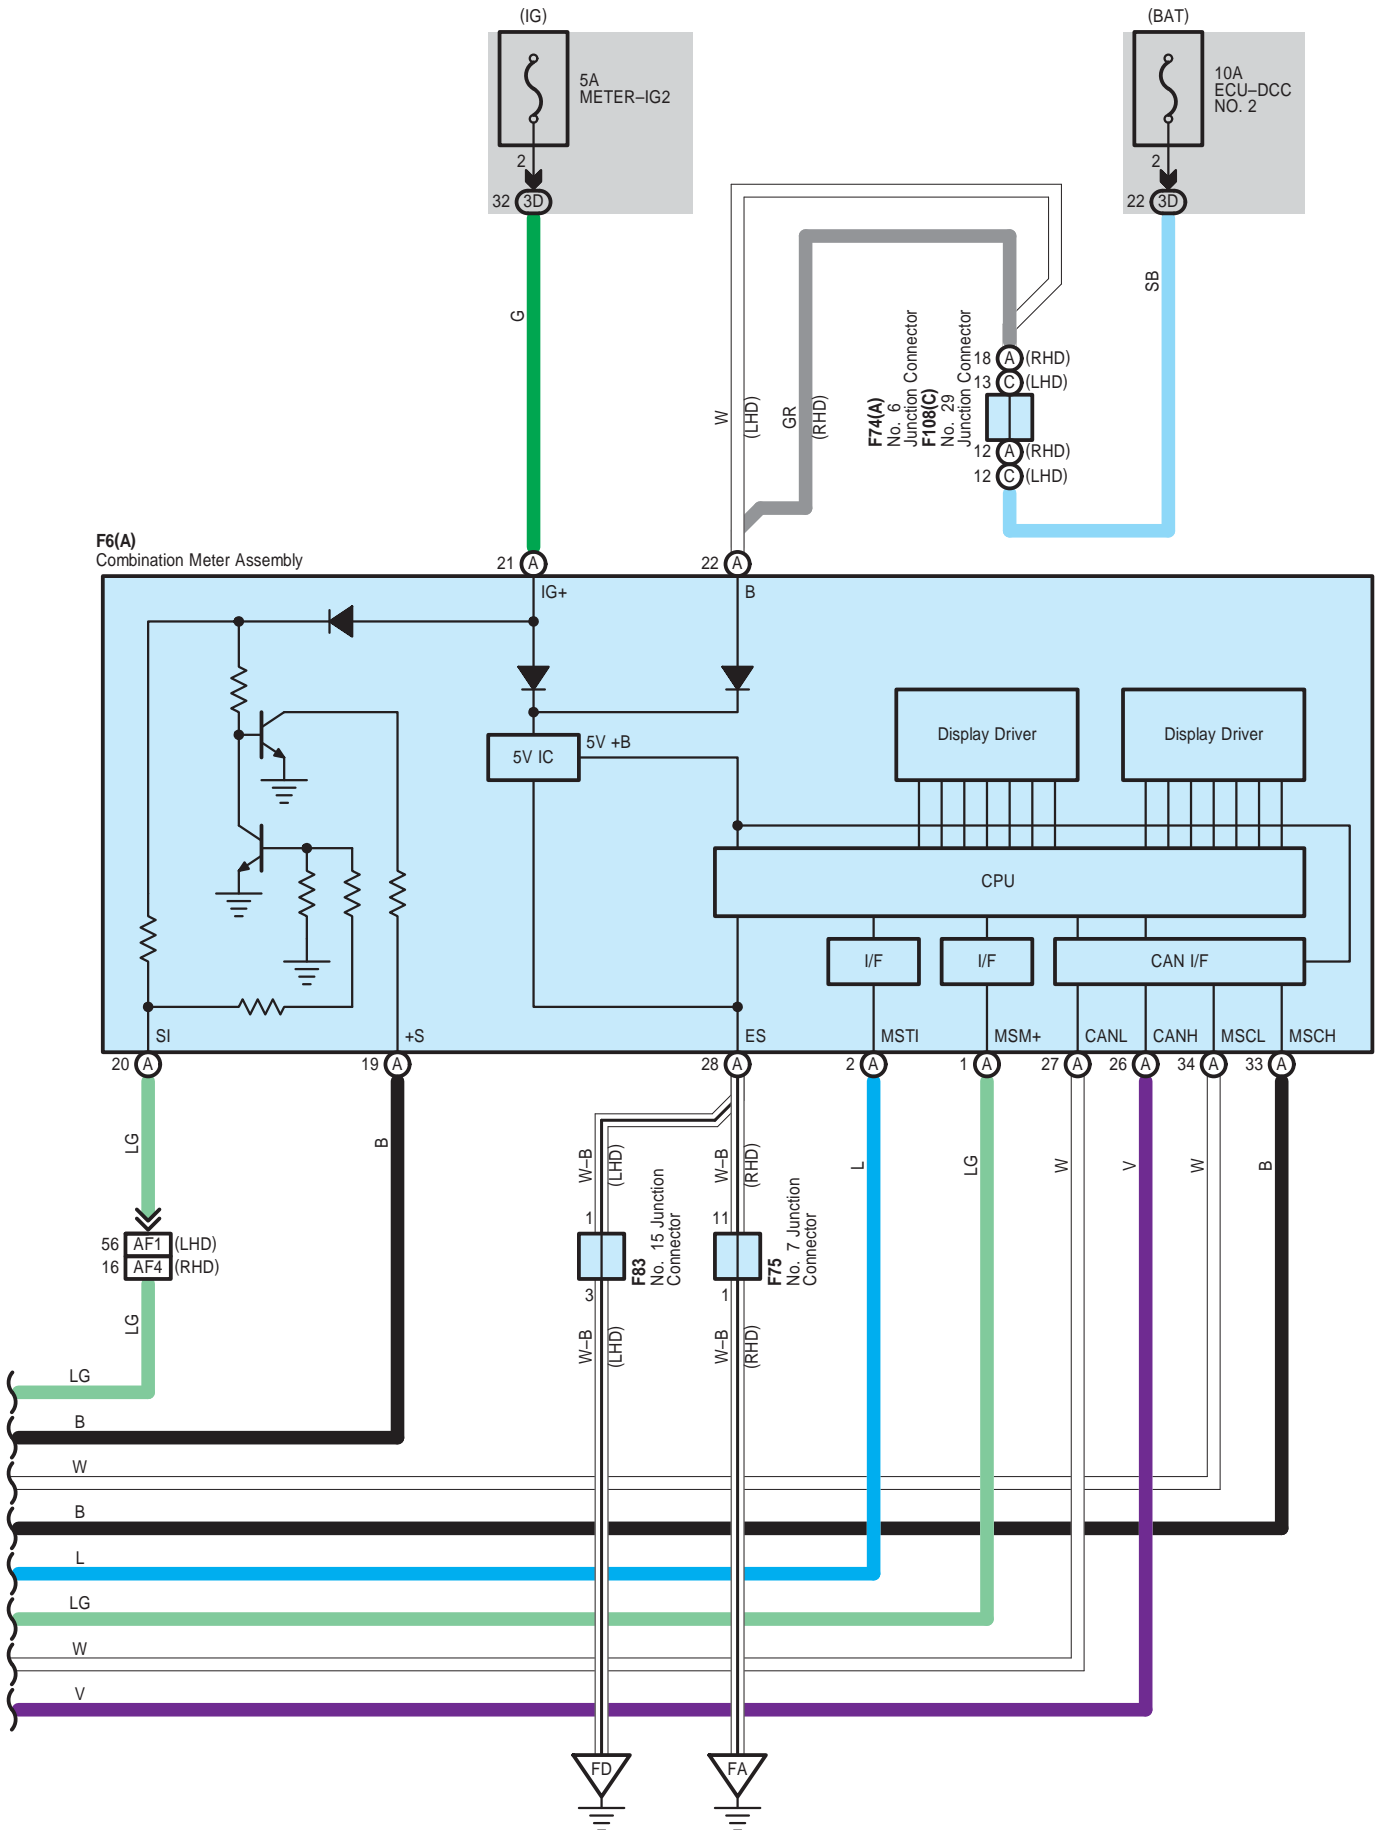 (IG)
(BAT)
5A
METER–IG2
10A
ECU–DCC
NO. 2
2
2
32 3D
22 3D
G
SB
W
(LHD)
GR
(RHD)
F74(A)
No. 6
Junction Connector
F108(C)
No. 29
Junction Connector
18 A (RHD)
13 C (LHD)
12 A (RHD)
12 C (LHD)
F6(A)
Combination Meter Assembly
21 A
22 A
IG+
B
5V IC
5V +B
Display Driver
Display Driver
CPU
I/F
I/F
CAN I/F
SI
+S
ES
MSTI
MSM+
CANL
CANH
MSCL
MSCH
20 A
19 A
28 A
2 A
1 A
27 A
26 A
34 A
33 A
LG
B
W–B
(LHD)
W–B
(RHD)
L
LG
W
V
W
B
56 AF1 (LHD)
16 AF4 (RHD)
1
11
F83
No. 15 Junction
Connector
F75
No. 7 Junction
Connector
3
1
LG
W–B
(LHD)
W–B
(RHD)
LG
B
W
B
L
LG
W
V
FD
FA